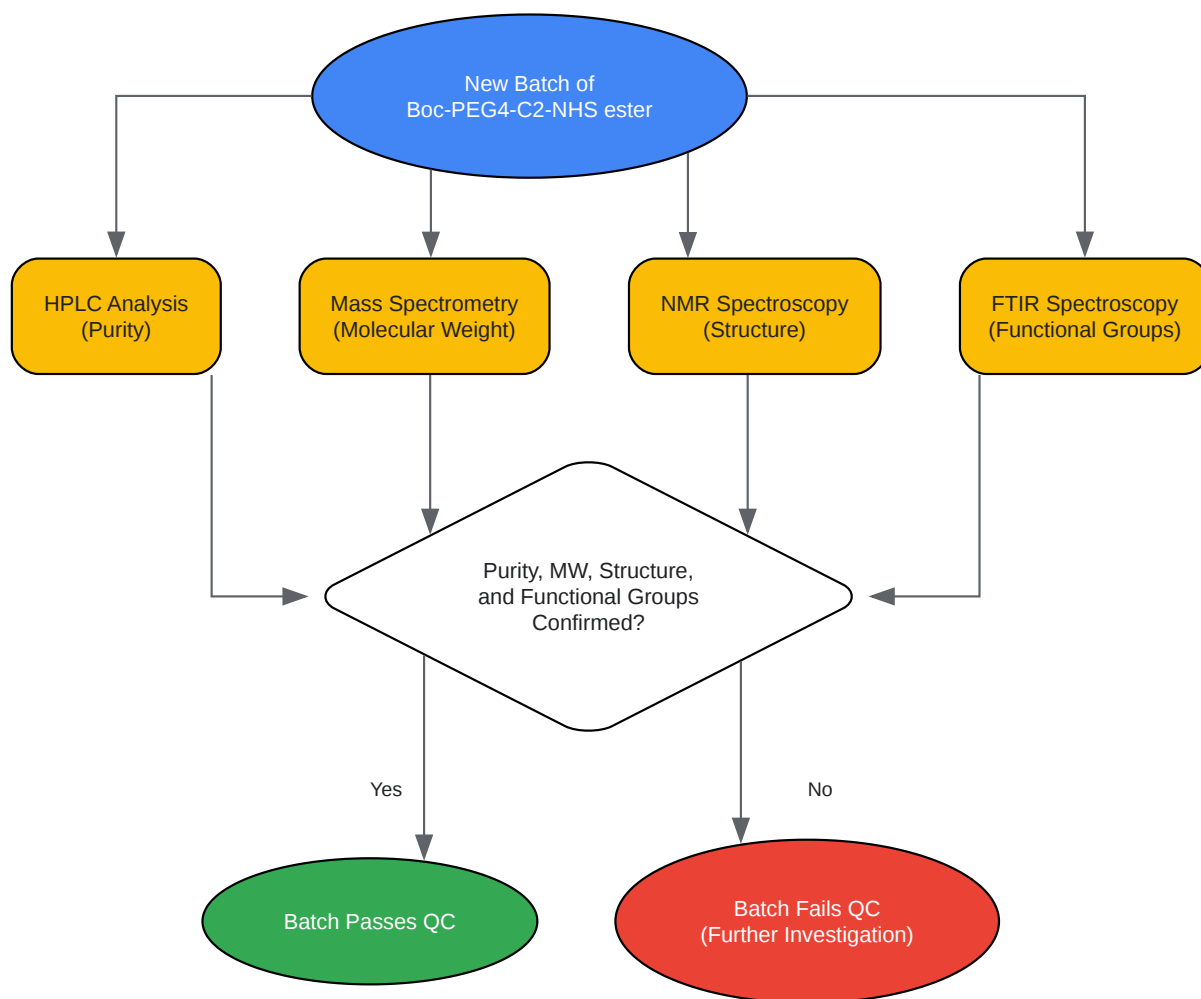 New Batch of
Boc-PEG4-C2-NHS ester
HPLC Analysis
(Purity)
Mass Spectrometry
(Molecular Weight)
NMR Spectroscopy
(Structure)
FTIR Spectroscopy
(Functional Groups)
Purity, MW, Structure,
and Functional Groups
Confirmed?
Yes
No
Batch Passes QC
Batch Fails QC
(Further Investigation)